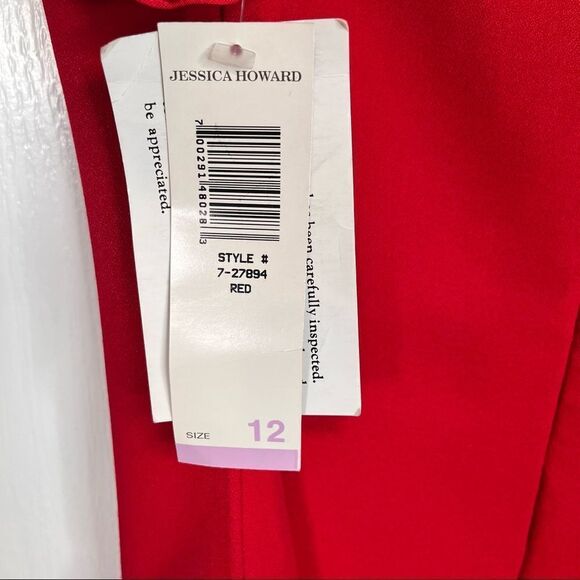 JESSICA HOWARD
7 00291 48028 3
STYLE #
7-27894
RED
SIZE 12
been carefully inspected.
be appreciated.